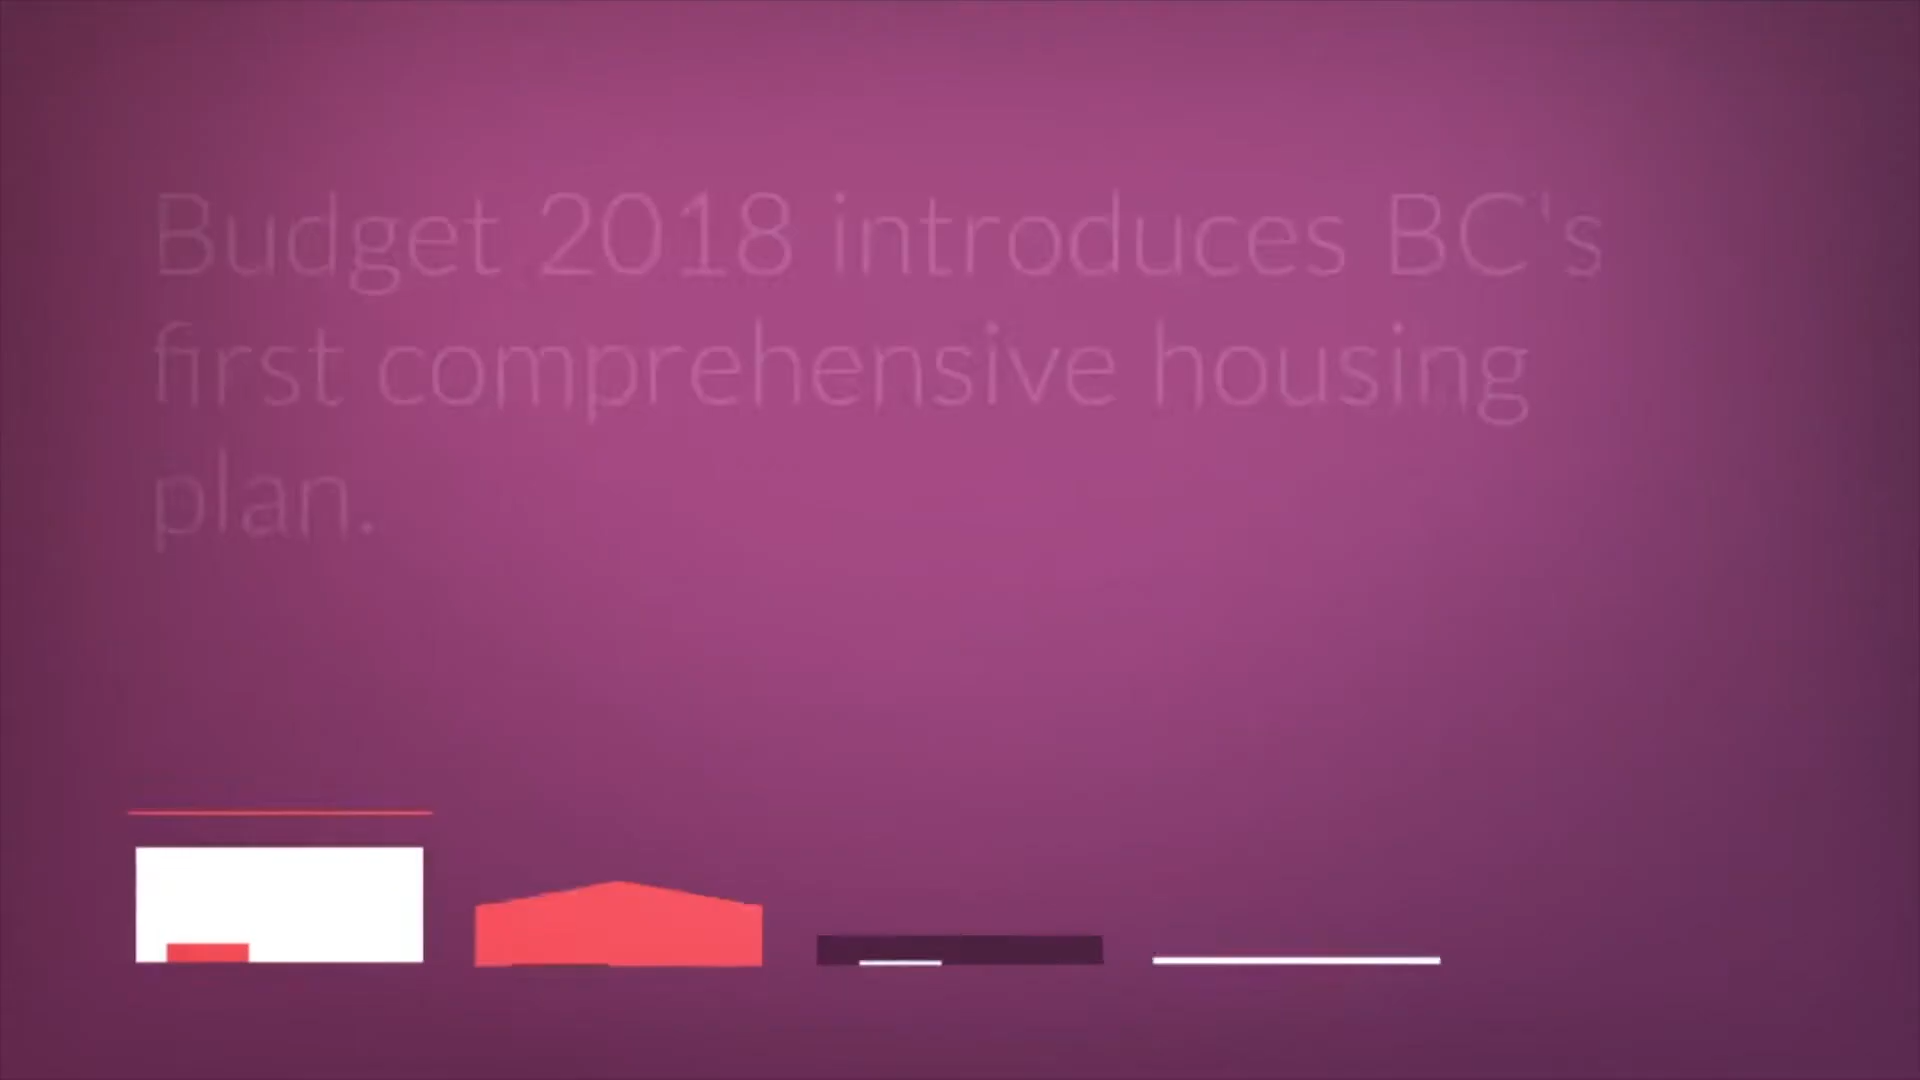 Budget 2018 introduces BC's
first comprehensive housing
plan.